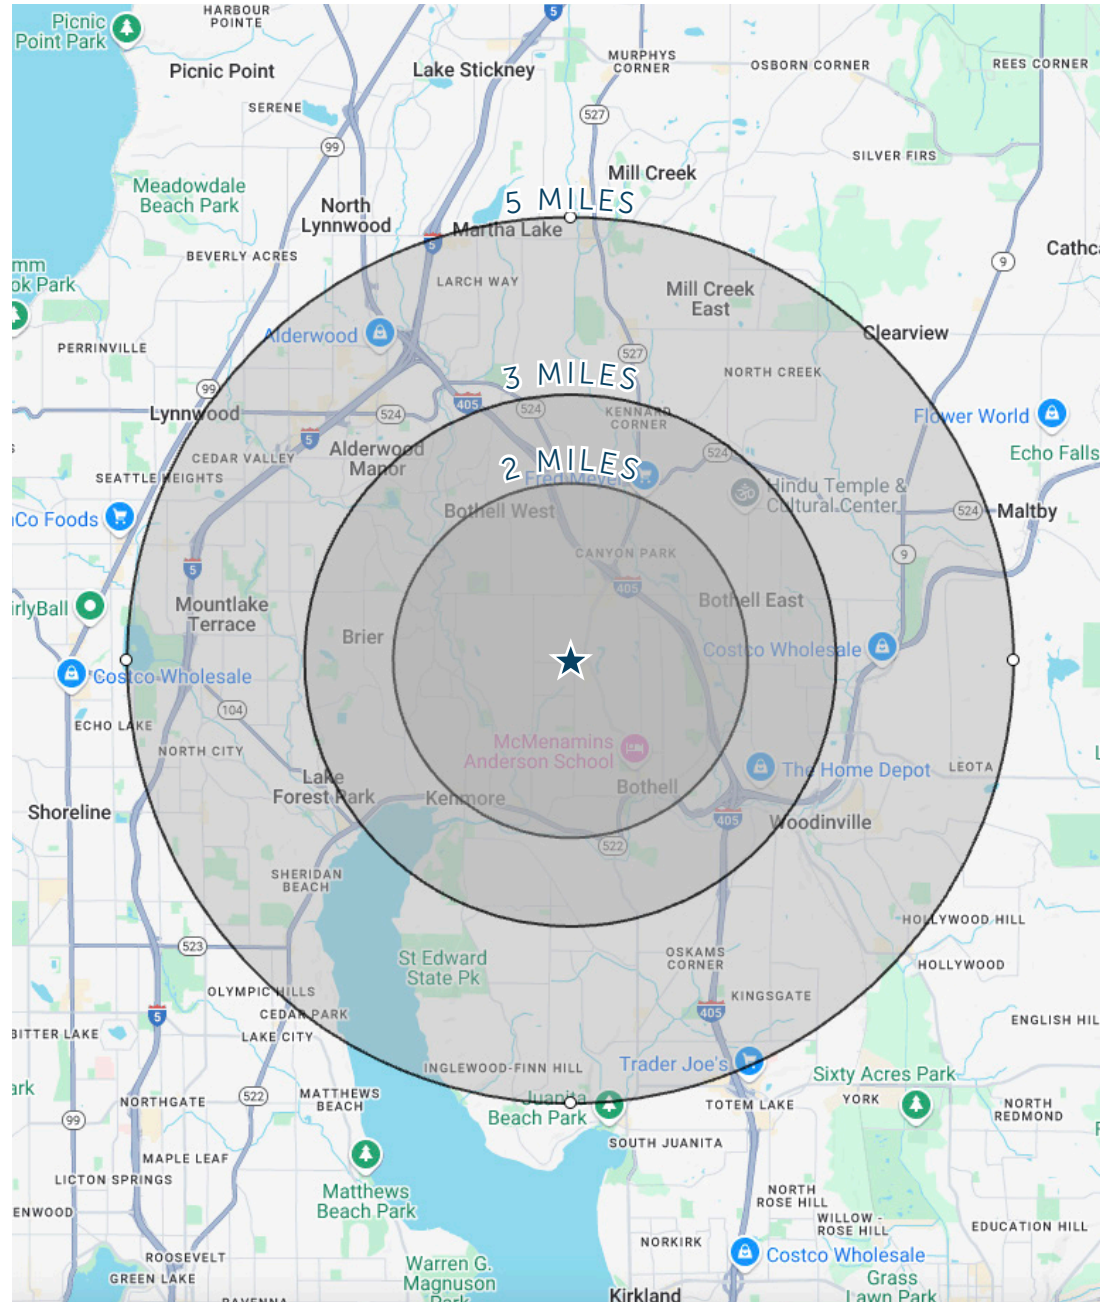 HARBOUR
POINTE
5
Picnic
Point Park
Picnic Point
Lake Stickney
MURPHYS
CORNER
OSBORN CORNER
REES CORNER
SERENE
527
99
SILVER FIRS
Mill Creek
Meadowdale
Beach Park
North
Lynnwood
5 MILES
Martha Lake
5
BEVERLY ACRES
Cathca
9
mm
ok Park
LARCH WAY
Mill Creek
East
Alderwood
Clearview
PERRINVILLE
527
3 MILES
NORTH CREEK
99
405
524
524
Lynnwood
KENNARD
CORNER
Flower World
5
Alderwood
Manor
CEDAR VALLEY
524
Echo Falls
2 MILES
SEATTLE HEIGHTS
Fred Meyer
Hindu Temple &
Cultural Center
Bothell West
524
Maltby
nCo Foods
CANYON PARK
9
5
405
Mountlake
Terrace
Bothell East
irlyBall
Brier
Costco Wholesale
Costco Wholesale
104
ECHO LAKE
NORTH CITY
McMenamins
Anderson School
The Home Depot
LEOTA
Lake
Forest Park
Kenmore
Bothell
Shoreline
405
Woodinville
522
SHERIDAN
BEACH
HOLLYWOOD HILL
523
St Edward
State Pk
OSKAMS
CORNER
HOLLYWOOD
OLYMPIC HILLS
KINGSGATE
5
CEDAR PARK
405
ENGLISH HIL
BITTER LAKE
LAKE CITY
INGLEWOOD-FINN HILL
Trader Joe's
Sixty Acres Park
ark
522
MATTHEWS
BEACH
Juanita
Beach Park
NORTHGATE
TOTEM LAKE
YORK
NORTH
REDMOND
99
SOUTH JUANITA
MAPLE LEAF
LICTON SPRINGS
Matthews
Beach Park
NORTH
ROSE HILL
ENWOOD
WILLOW -
ROSE HILL
EDUCATION HILL
NORKIRK
ROOSEVELT
Costco Wholesale
GREEN LAKE
Warren G.
Magnuson
Park
Grass
Lawn Park
RAVENNA
Kirkland